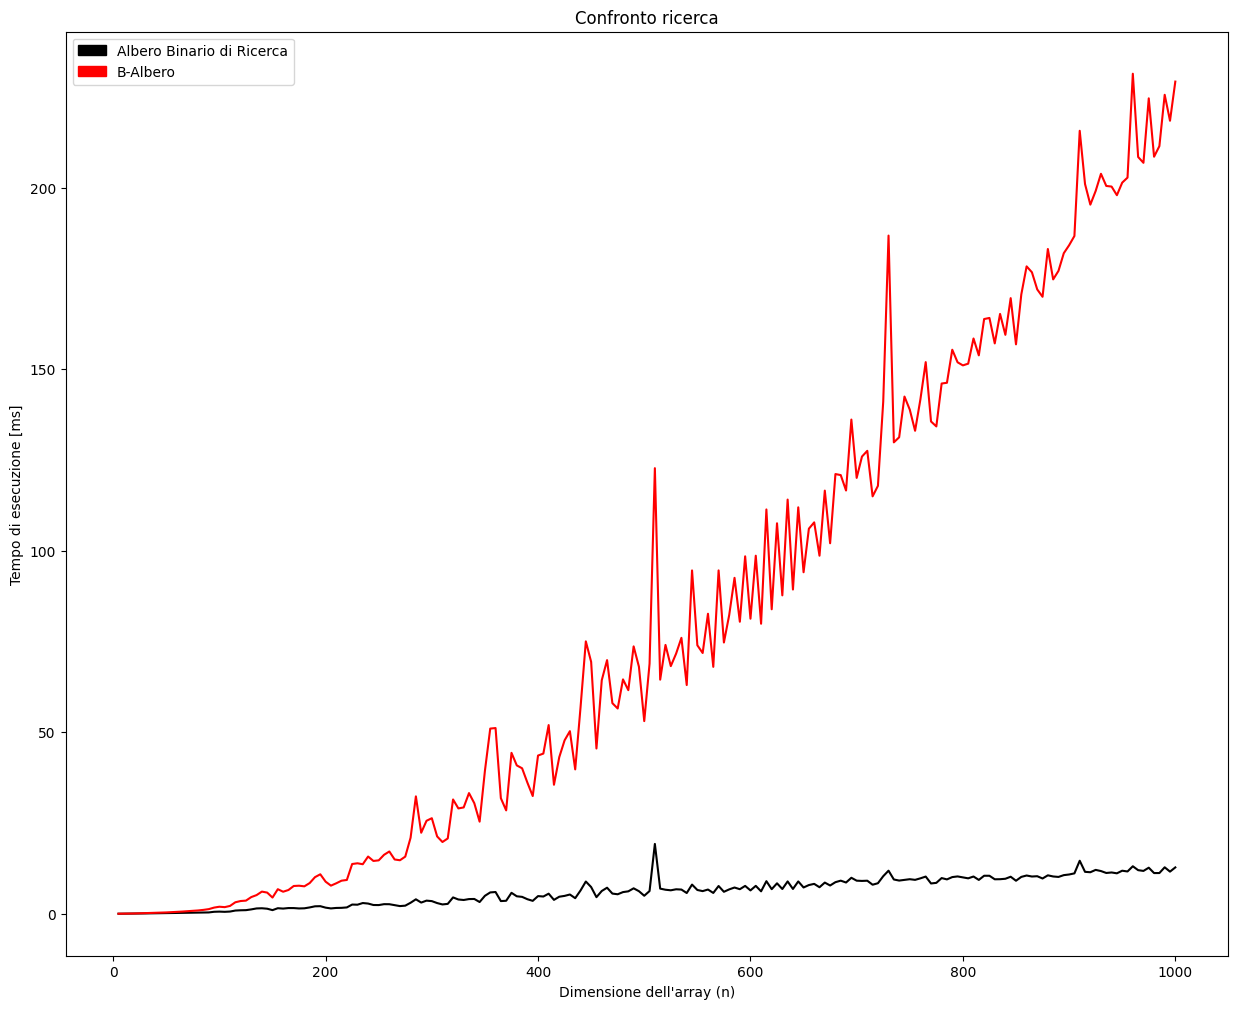 Confronto ricerca
Albero Binario di Ricerca
B-Albero
Tempo di esecuzione [ms]
200
150
100
50
0
0 200 400 600 800 1000
Dimensione dell'array (n)